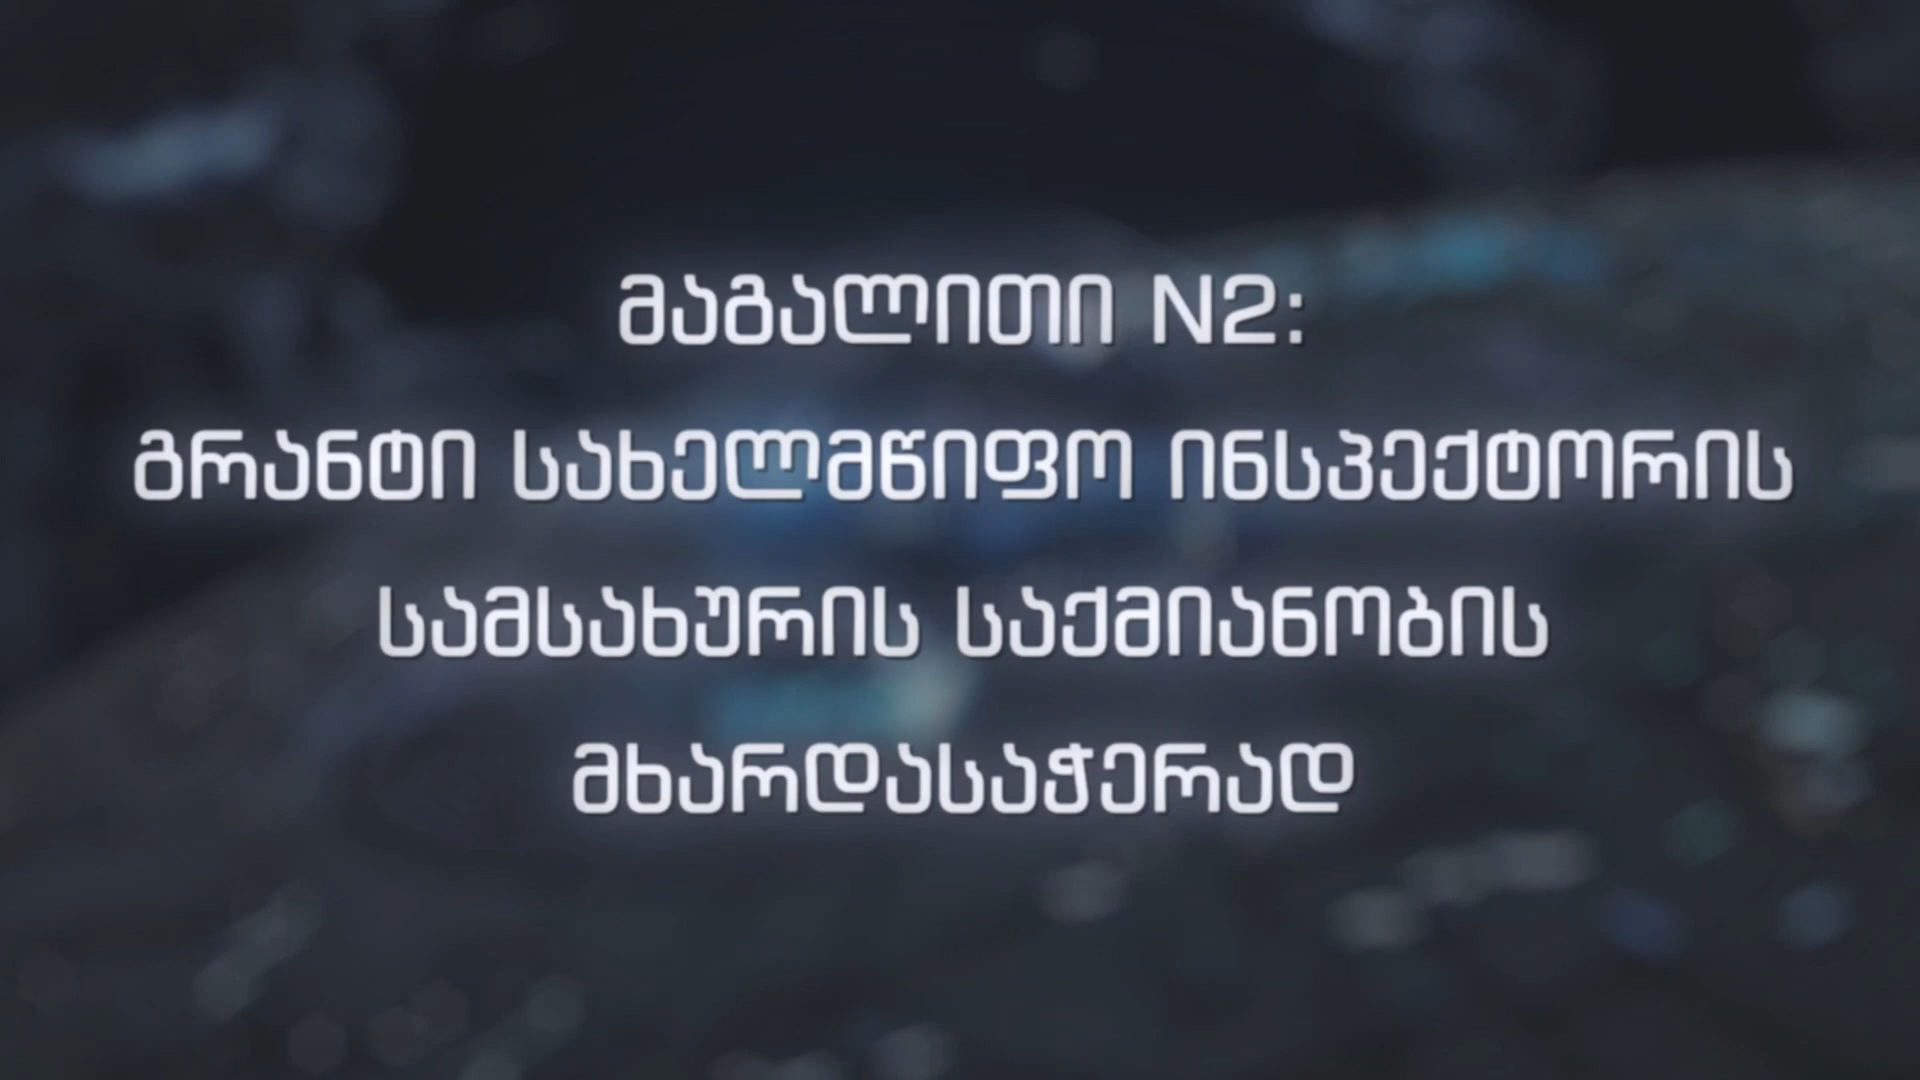 მაგალითი N2:
გრანტი სახელმწიფო ინსპექტორის
სამსახურის საქმიანობის
მხარდასაჭერად